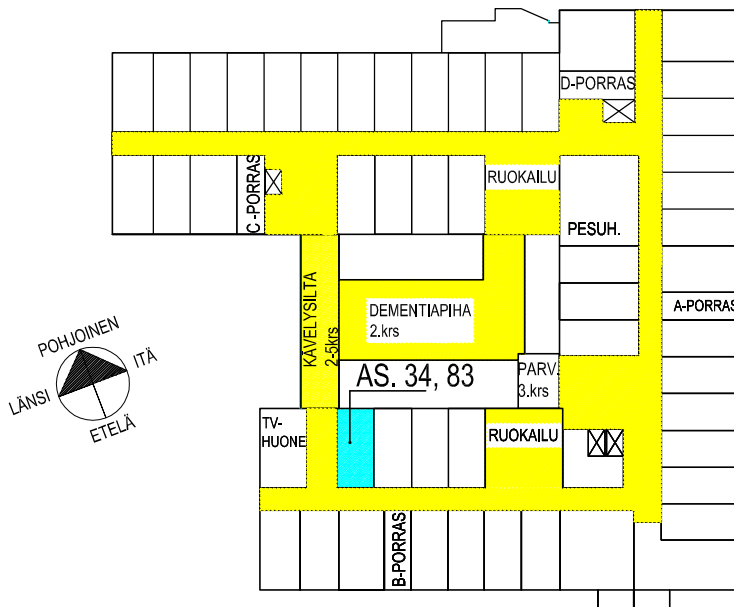 D-PORRAS
C -PORRAS
RUOKAILU
PESUH.
KÄVELYSILTA
2-5krs
DEMENTIAPIHA
2.krs
A-PORRAS
POHJOINEN
ITÄ
LÄNSI
ETELÄ
AS. 34, 83
PARV.
3.krs
TV-
HUONE
RUOKAILU
B-PORRAS